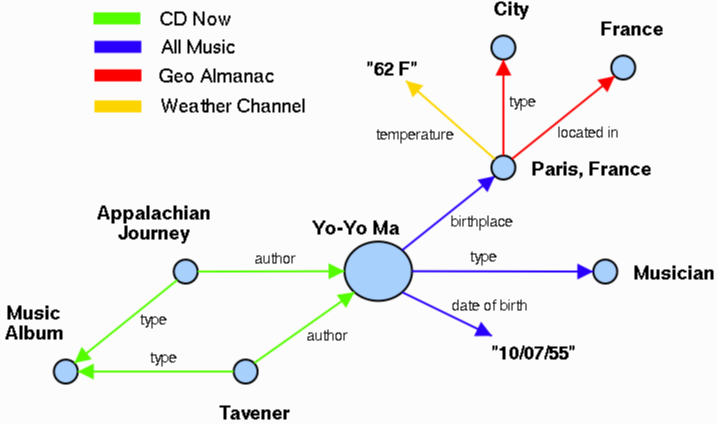 CD Now
All Music
Geo Almanac
Weather Channel
City
France
"62 F"
type
temperature
located in
Paris, France
Appalachian
Journey
Yo-Yo Ma
birthplace
author
type
Musician
Music
Album
type
date of birth
author
type
"10/07/55"
Tavener